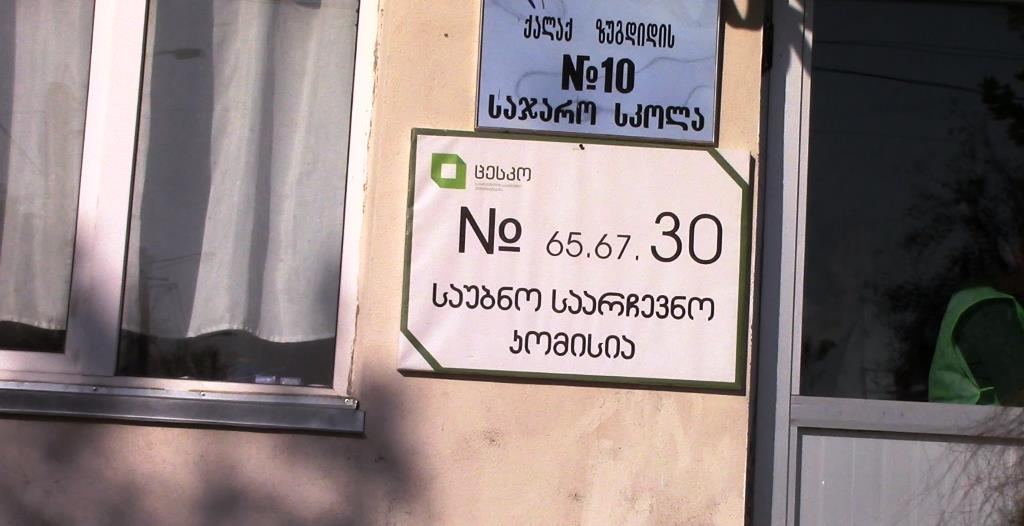 ქალაქ ზუგდიდის
№10
საჯარო სკოლა
ცესკო
№ 65.67.30
საუბნო საარჩევნო
კომისია